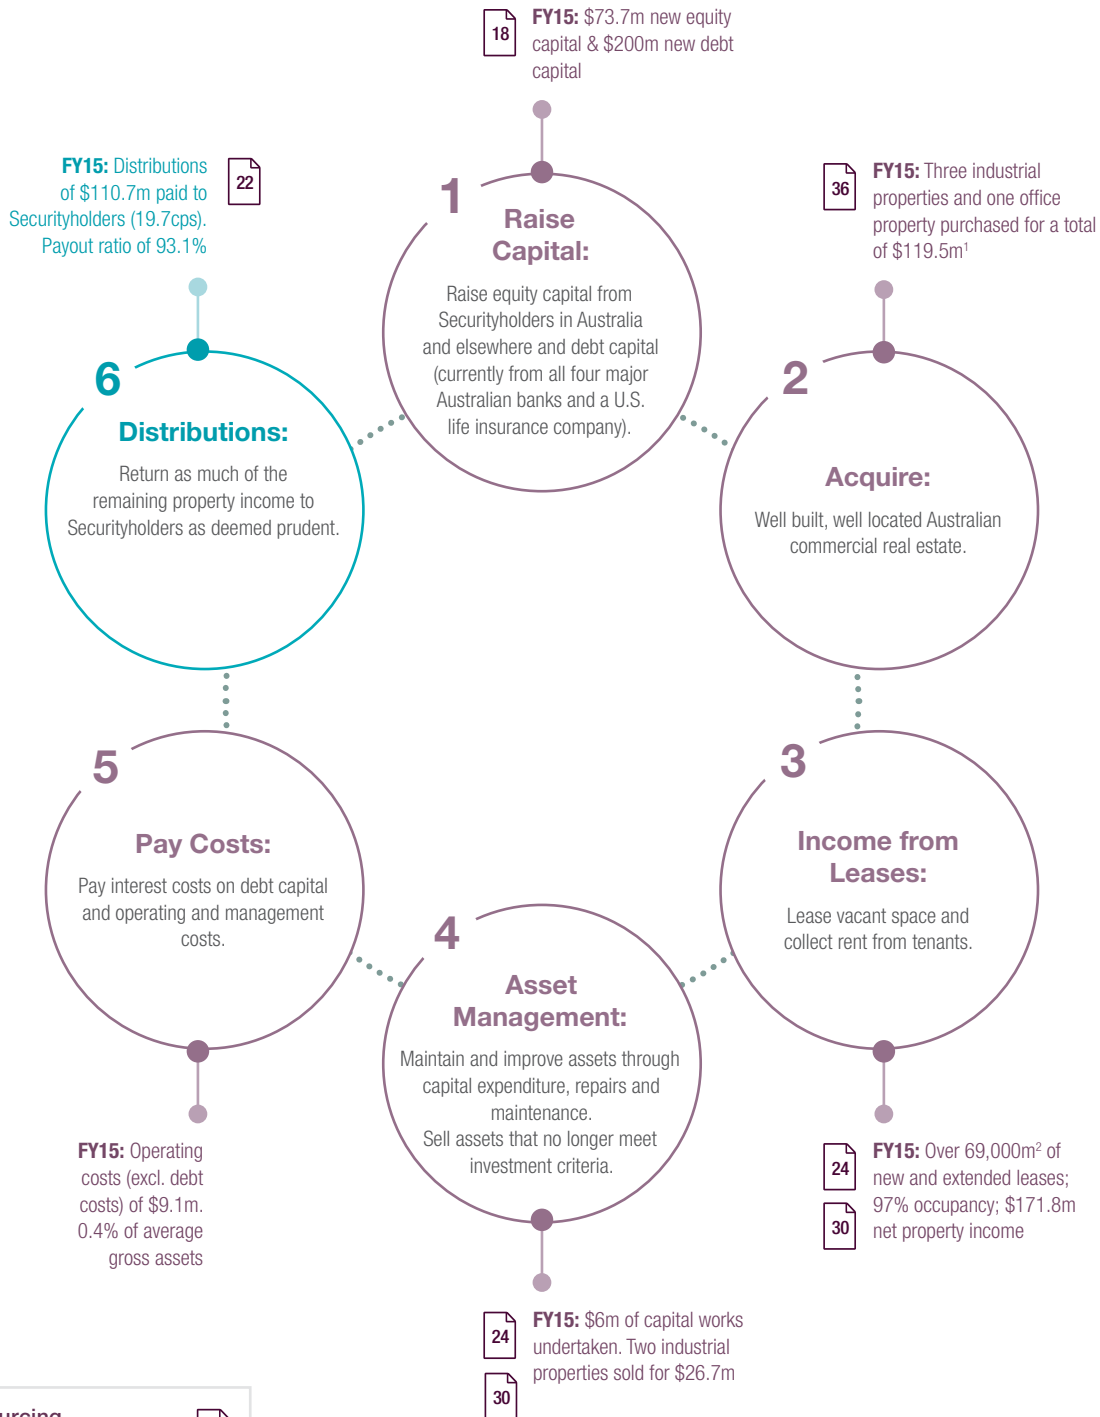 18
FY15: $73.7m new equity
capital & $200m new debt
capital
1
Raise
Capital:
Raise equity capital from
Securityholders in Australia
and elsewhere and debt capital
(currently from all four major
Australian banks and a U.S.
life insurance company).
36
FY15: Three industrial
properties and one office
property purchased for a total
of $119.5m¹
2
Acquire:
Well built, well located Australian
commercial real estate.
3
Income from
Leases:
Lease vacant space and
collect rent from tenants.
24
30
FY15: Over 69,000m² of
new and extended leases;
97% occupancy; $171.8m
net property income
4
Asset
Management:
Maintain and improve assets through
capital expenditure, repairs and
maintenance.
Sell assets that no longer meet
investment criteria.
24
30
FY15: $6m of capital works
undertaken. Two industrial
properties sold for $26.7m
5
Pay Costs:
Pay interest costs on debt capital
and operating and management
costs.
FY15: Operating
costs (excl. debt
costs) of $9.1m.
0.4% of average
gross assets
6
Distributions:
Return as much of the
remaining property income to
Securityholders as deemed prudent.
FY15: Distributions
of $110.7m paid to
Securityholders (19.7cps).
Payout ratio of 93.1%
22